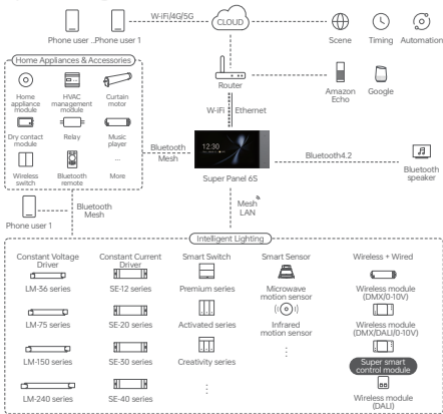 W-iFi/4G/5G
CLOUD
Phone user ..Phone user 1
Scene
Timing
Automation
Home Appliances & Accessories
Router
Home appliance module
HVAC management module
Curtain motor
Amazon Echo
Google
W-iFi
Ethernet
Dry contact module
Relay
Music player
Bluetooth Mesh
12:30
Bluetooth4.2
Bluetooth speaker
Super Panel 6S
Wireless switch
Bluetooth remote
...
More
Phone user 1
Bluetooth Mesh
Mesh
LAN
Intelligent Lighting
Constant Voltage Driver
Constant Current Driver
Smart Switch
Smart Sensor
Wireless + Wired
LM-36 series
SE-12 series
Premium series
Microwave motion sensor
Wireless module (DMX/0-10V)
LM-75 series
SE-20 series
Activated series
Infrared motion sensor
Wireless module (DMX/DALI/0-10V)
LM-150 series
SE-30 series
Creativity series
Super smart control module
LM-240 series
SE-40 series
Wireless module (DALI)